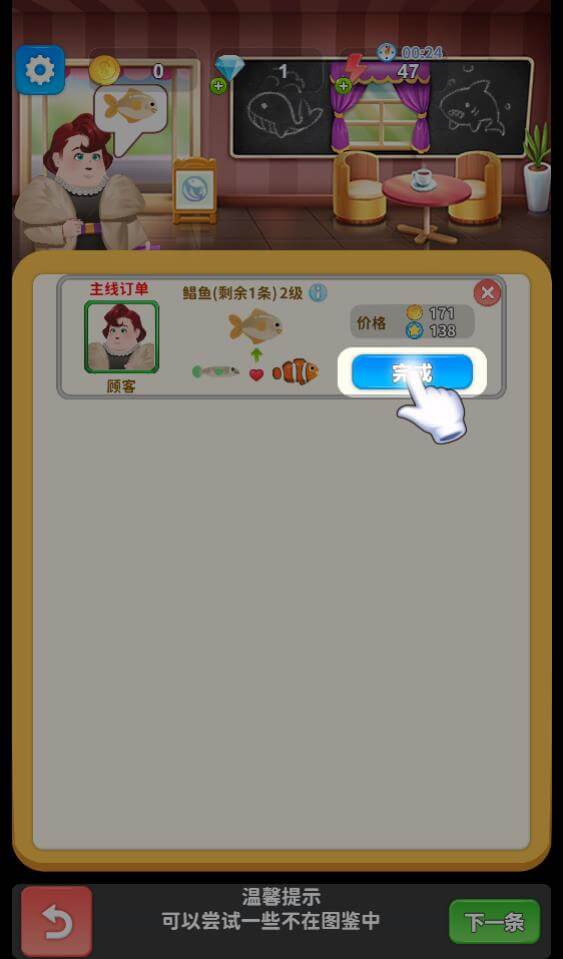 00:24
0
1
47
主线订单
鲳鱼(剩余1条) 2级
价格
171
138
完成
顾客
温馨提示
可以尝试一些不在图鉴中
下一条